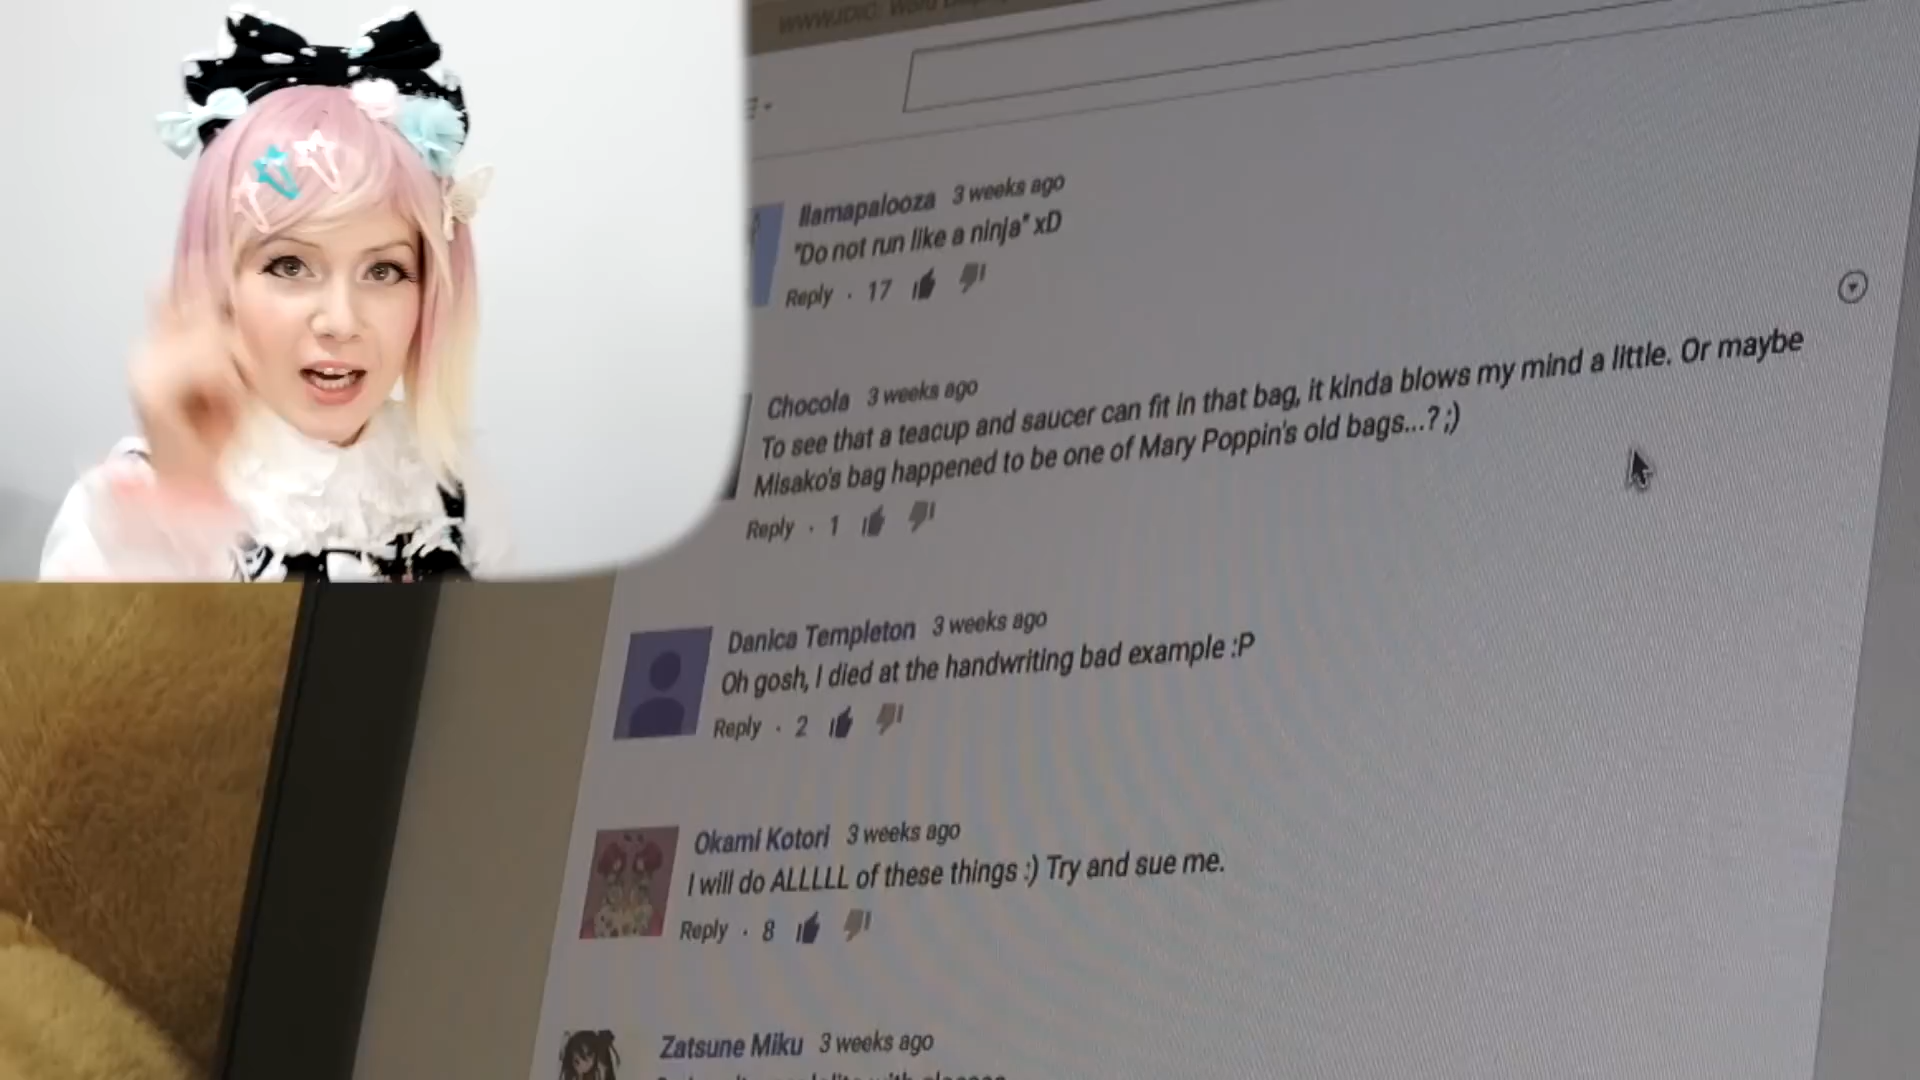 WWWJDIC: Word
llamapalooza 3 weeks ago
"Do not run like a ninja" xD
Reply · 17
Chocola 3 weeks ago
To see that a teacup and saucer can fit in that bag, it kinda blows my mind a little. Or maybe
Misako's bag happened to be one of Mary Poppin's old bags...? ;)
Reply · 1
Danica Templeton 3 weeks ago
Oh gosh, I died at the handwriting bad example :P
Reply · 2
Okami Kotori 3 weeks ago
I will do ALLLLL of these things :) Try and sue me.
Reply · 8
Zatsune Miku 3 weeks ago